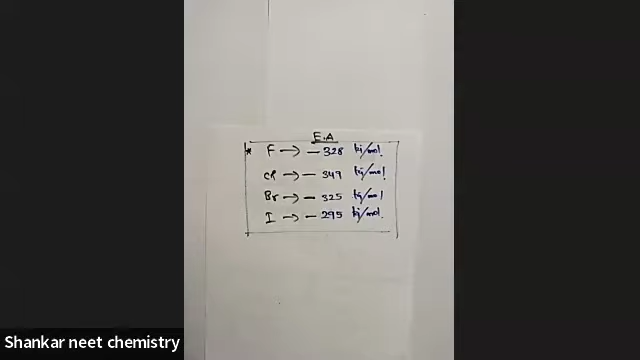 E.A
* F → - 328 kj/mol.
Cl → - 349 kj/mol
Br → - 325 kj/mol
I → - 295 kj/mol.
Shankar neet chemistry